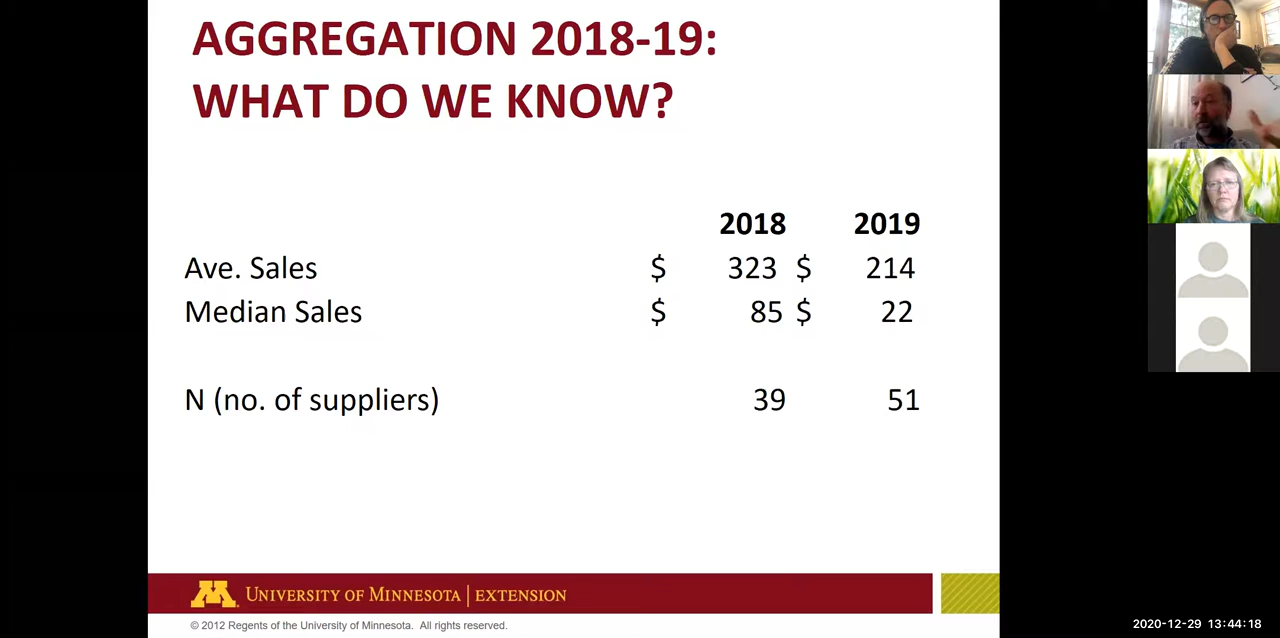 AGGREGATION 2018-19:
WHAT DO WE KNOW?
2018 2019
Ave. Sales $ 323 $ 214
Median Sales $ 85 $ 22
N (no. of suppliers) 39 51
M UNIVERSITY OF MINNESOTA | EXTENSION
© 2012 Regents of the University of Minnesota. All rights reserved.
2020-12-29 13:44:18